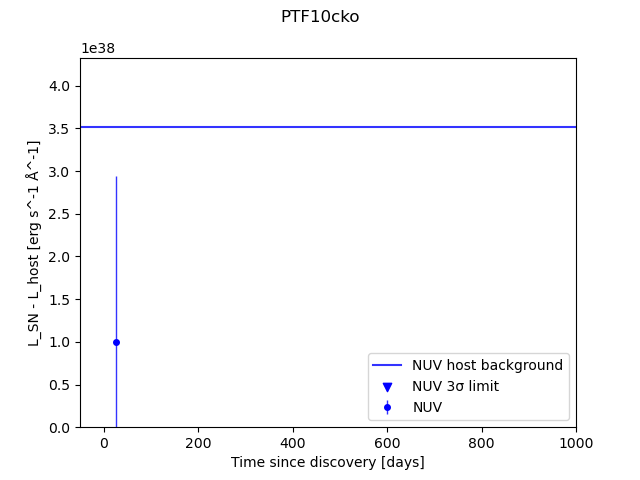 PTF10cko
1e38
4.0
3.5
3.0
2.5
2.0
1.5
1.0
0.5
0.0
L_SN - L_host [erg s^-1 Å^-1]
NUV host background
NUV 3σ limit
NUV
0 200 400 600 800 1000
Time since discovery [days]